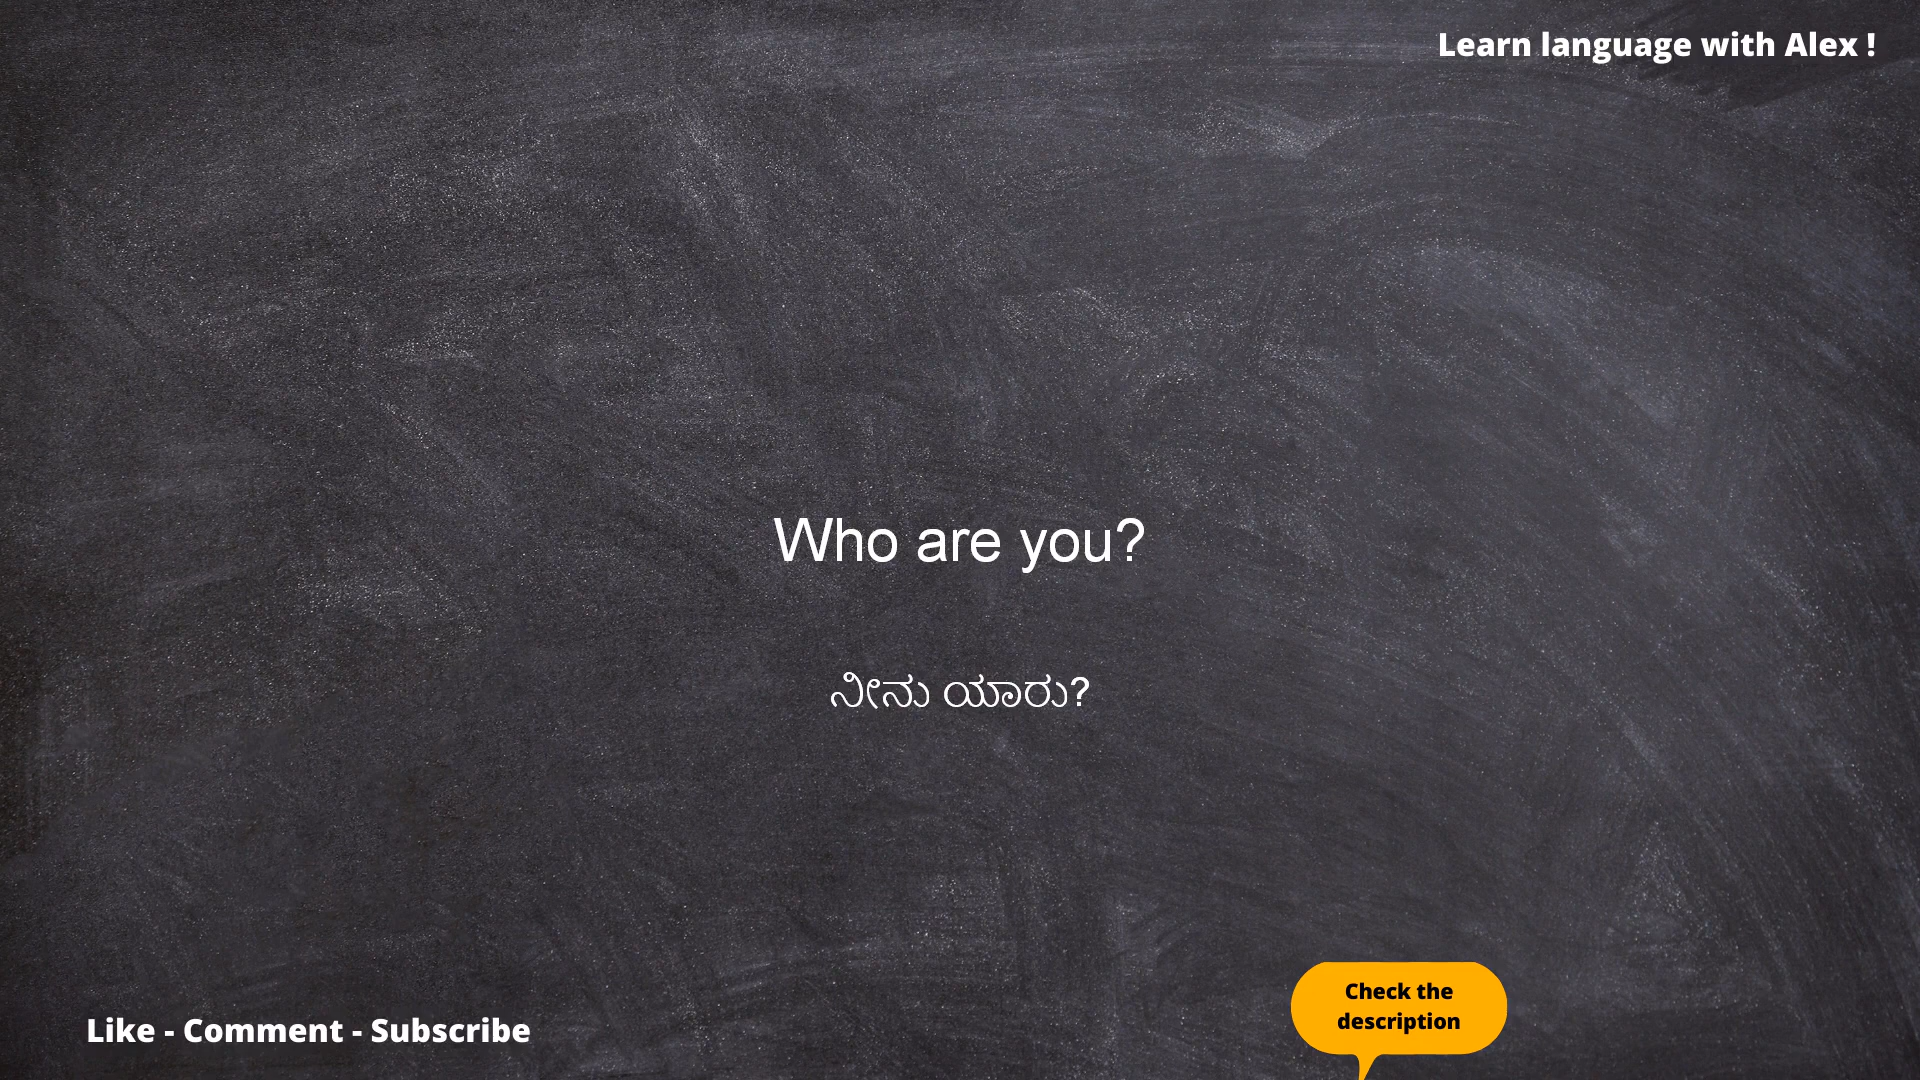 Learn language with Alex !
Who are you?
ನೀನು ಯಾರು?
Check the
description
Like - Comment - Subscribe